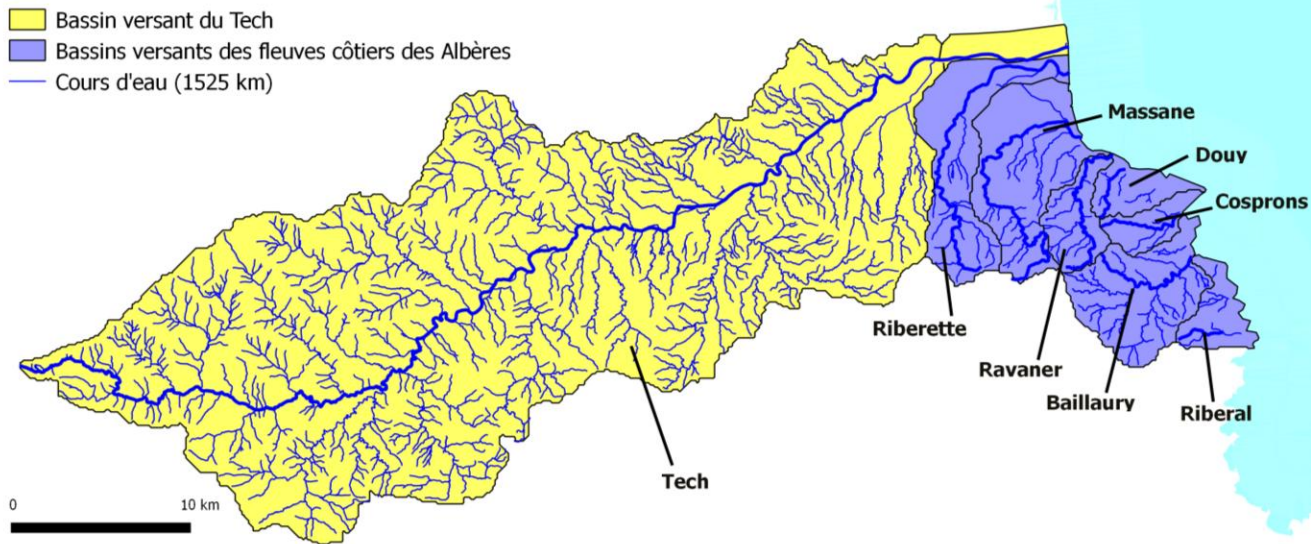 Bassin versant du Tech
Bassins versants des fleuves côtiers des Albères
Cours d'eau (1525 km)
Massane
Douy
Cosprons
Riberette
Ravaner
Baillaury
Riberal
Tech
0 10 km